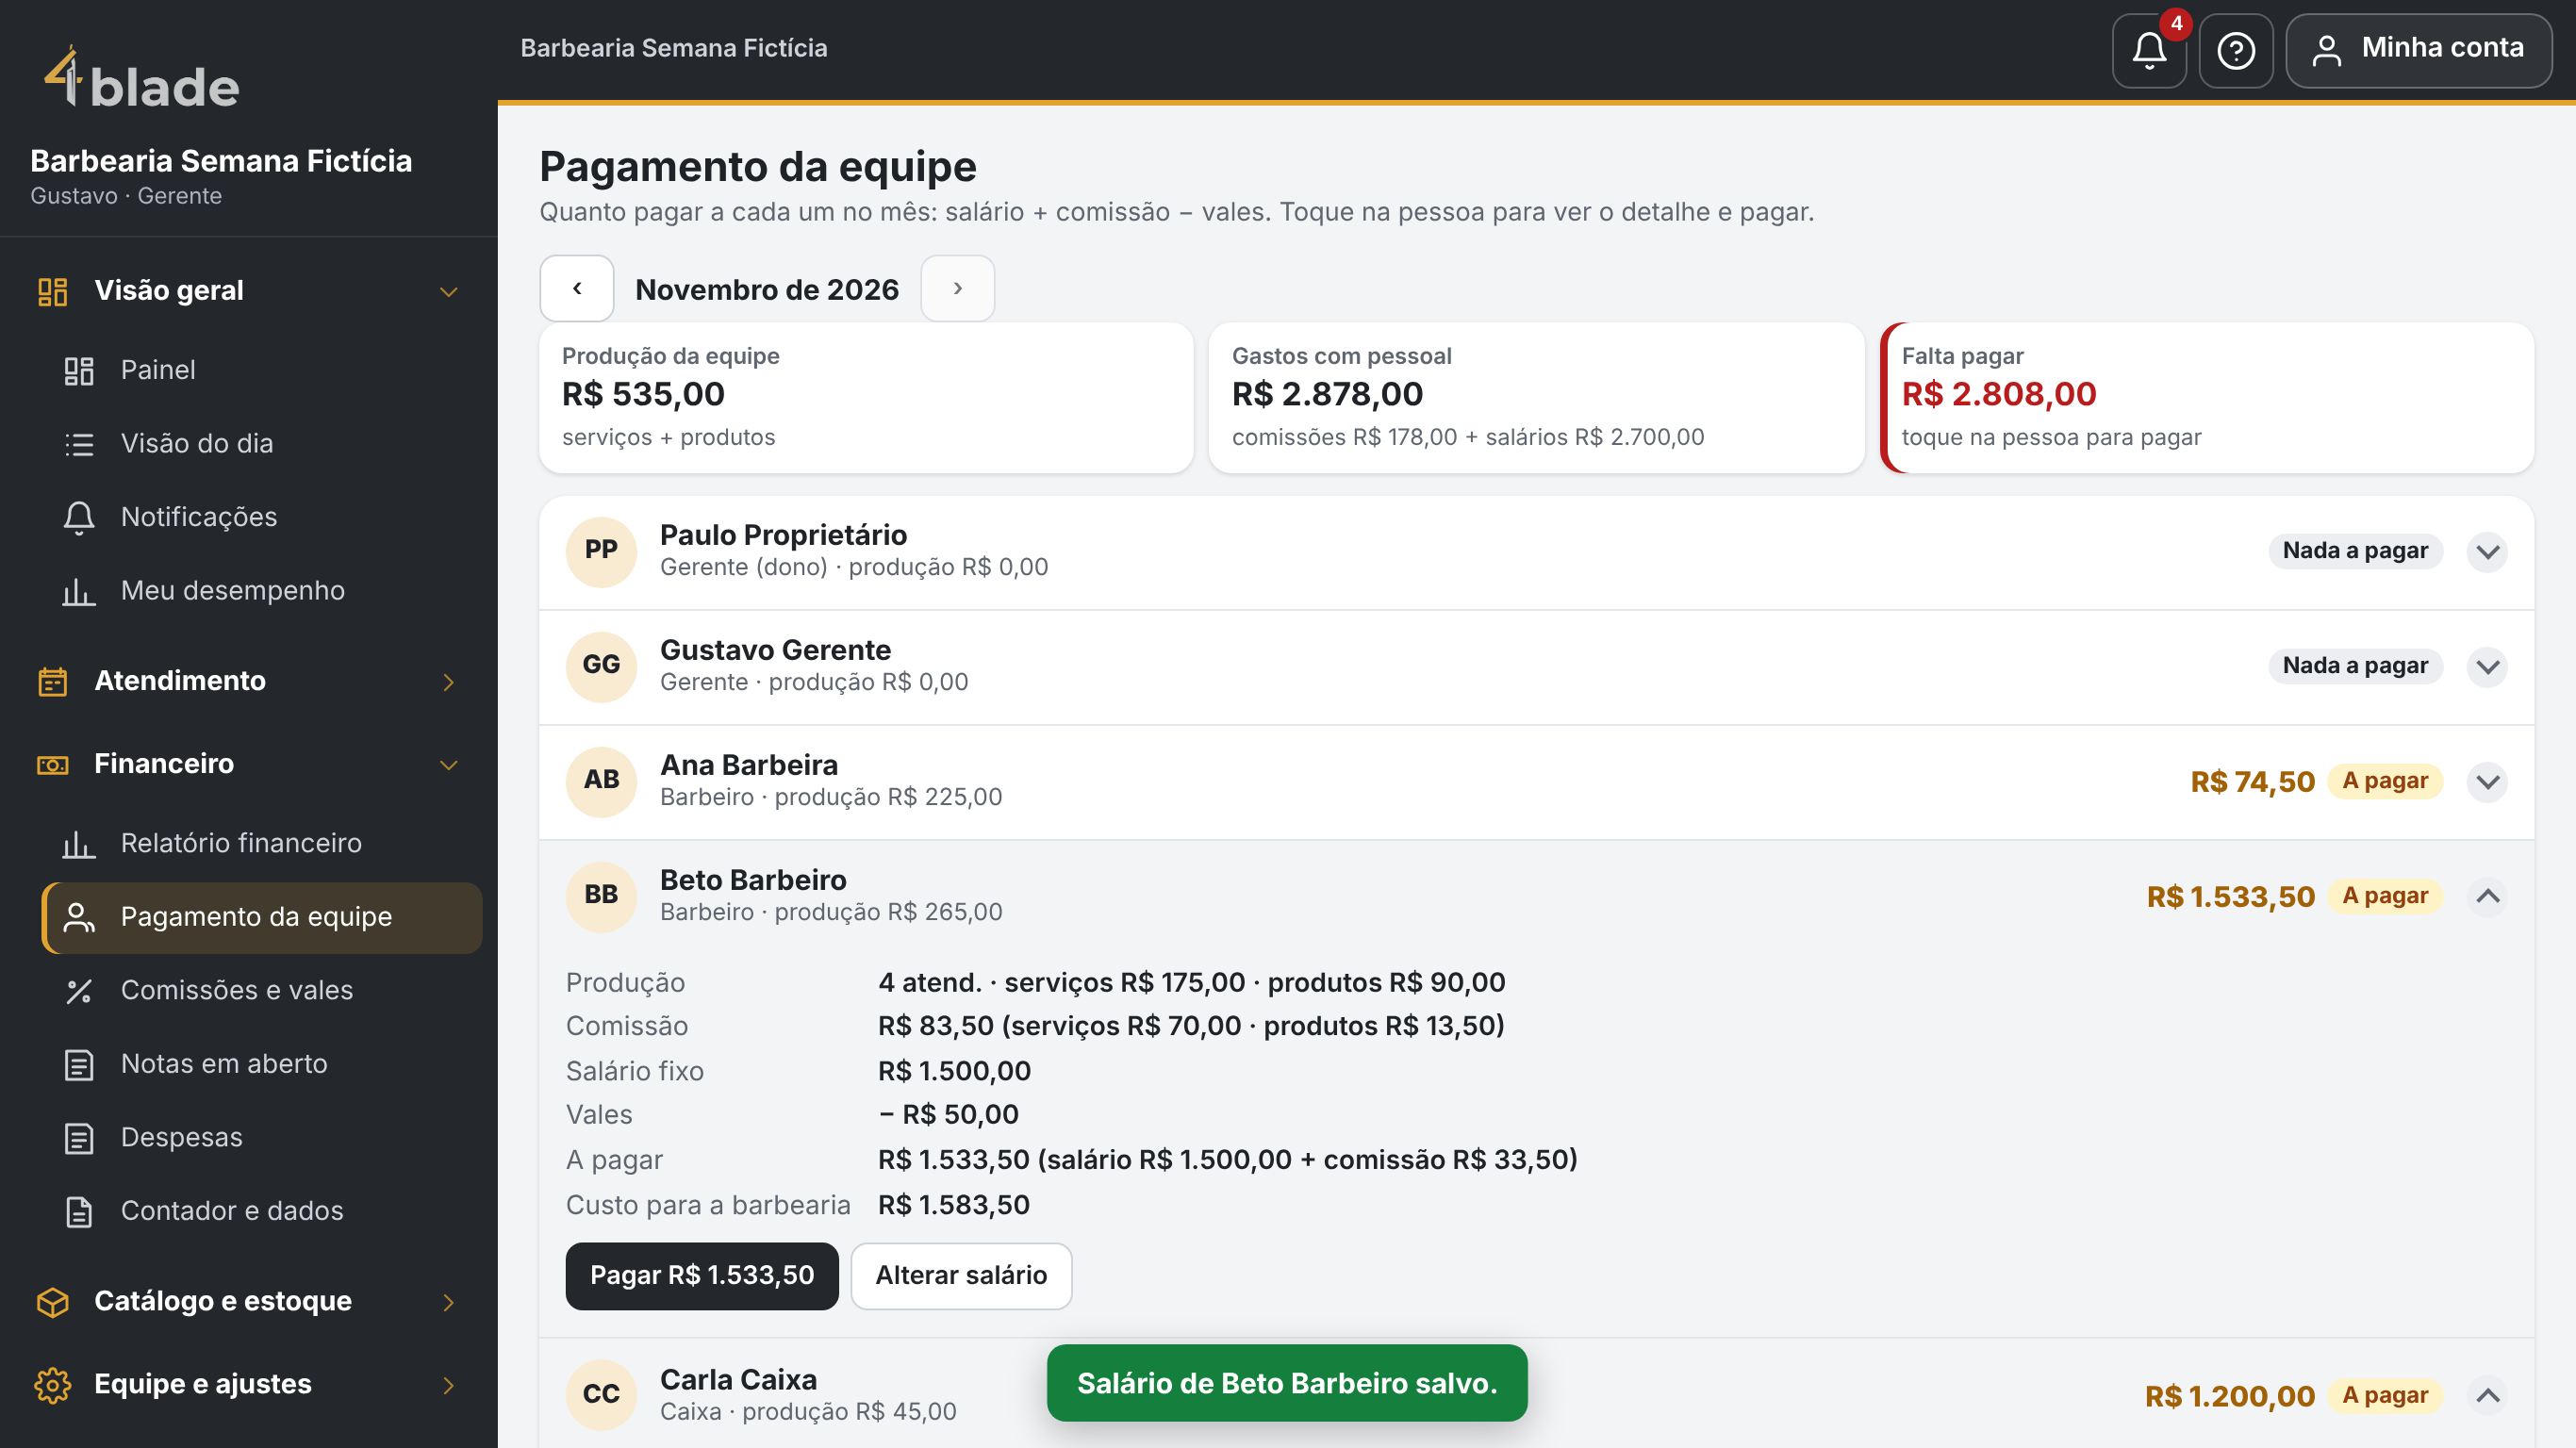 4blade
Barbearia Semana Fictícia
Gustavo · Gerente
Visão geral
Painel
Visão do dia
Notificações
Meu desempenho
Atendimento
Financeiro
Relatório financeiro
Pagamento da equipe
Comissões e vales
Notas em aberto
Despesas
Contador e dados
Catálogo e estoque
Equipe e ajustes
Barbearia Semana Fictícia
4
Minha conta
Pagamento da equipe
Quanto pagar a cada um no mês: salário + comissão − vales. Toque na pessoa para ver o detalhe e pagar.
‹ Novembro de 2026 ›
Produção da equipe
R$ 535,00
serviços + produtos
Gastos com pessoal
R$ 2.878,00
comissões R$ 178,00 + salários R$ 2.700,00
Falta pagar
R$ 2.808,00
toque na pessoa para pagar
PP
Paulo Proprietário
Gerente (dono) · produção R$ 0,00
Nada a pagar
GG
Gustavo Gerente
Gerente · produção R$ 0,00
Nada a pagar
AB
Ana Barbeira
Barbeiro · produção R$ 225,00
R$ 74,50 A pagar
BB
Beto Barbeiro
Barbeiro · produção R$ 265,00
R$ 1.533,50 A pagar
Produção 4 atend. · serviços R$ 175,00 · produtos R$ 90,00
Comissão R$ 83,50 (serviços R$ 70,00 · produtos R$ 13,50)
Salário fixo R$ 1.500,00
Vales − R$ 50,00
A pagar R$ 1.533,50 (salário R$ 1.500,00 + comissão R$ 33,50)
Custo para a barbearia R$ 1.583,50
Pagar R$ 1.533,50 Alterar salário
CC
Carla Caixa
Caixa · produção R$ 45,00
R$ 1.200,00 A pagar
Salário de Beto Barbeiro salvo.